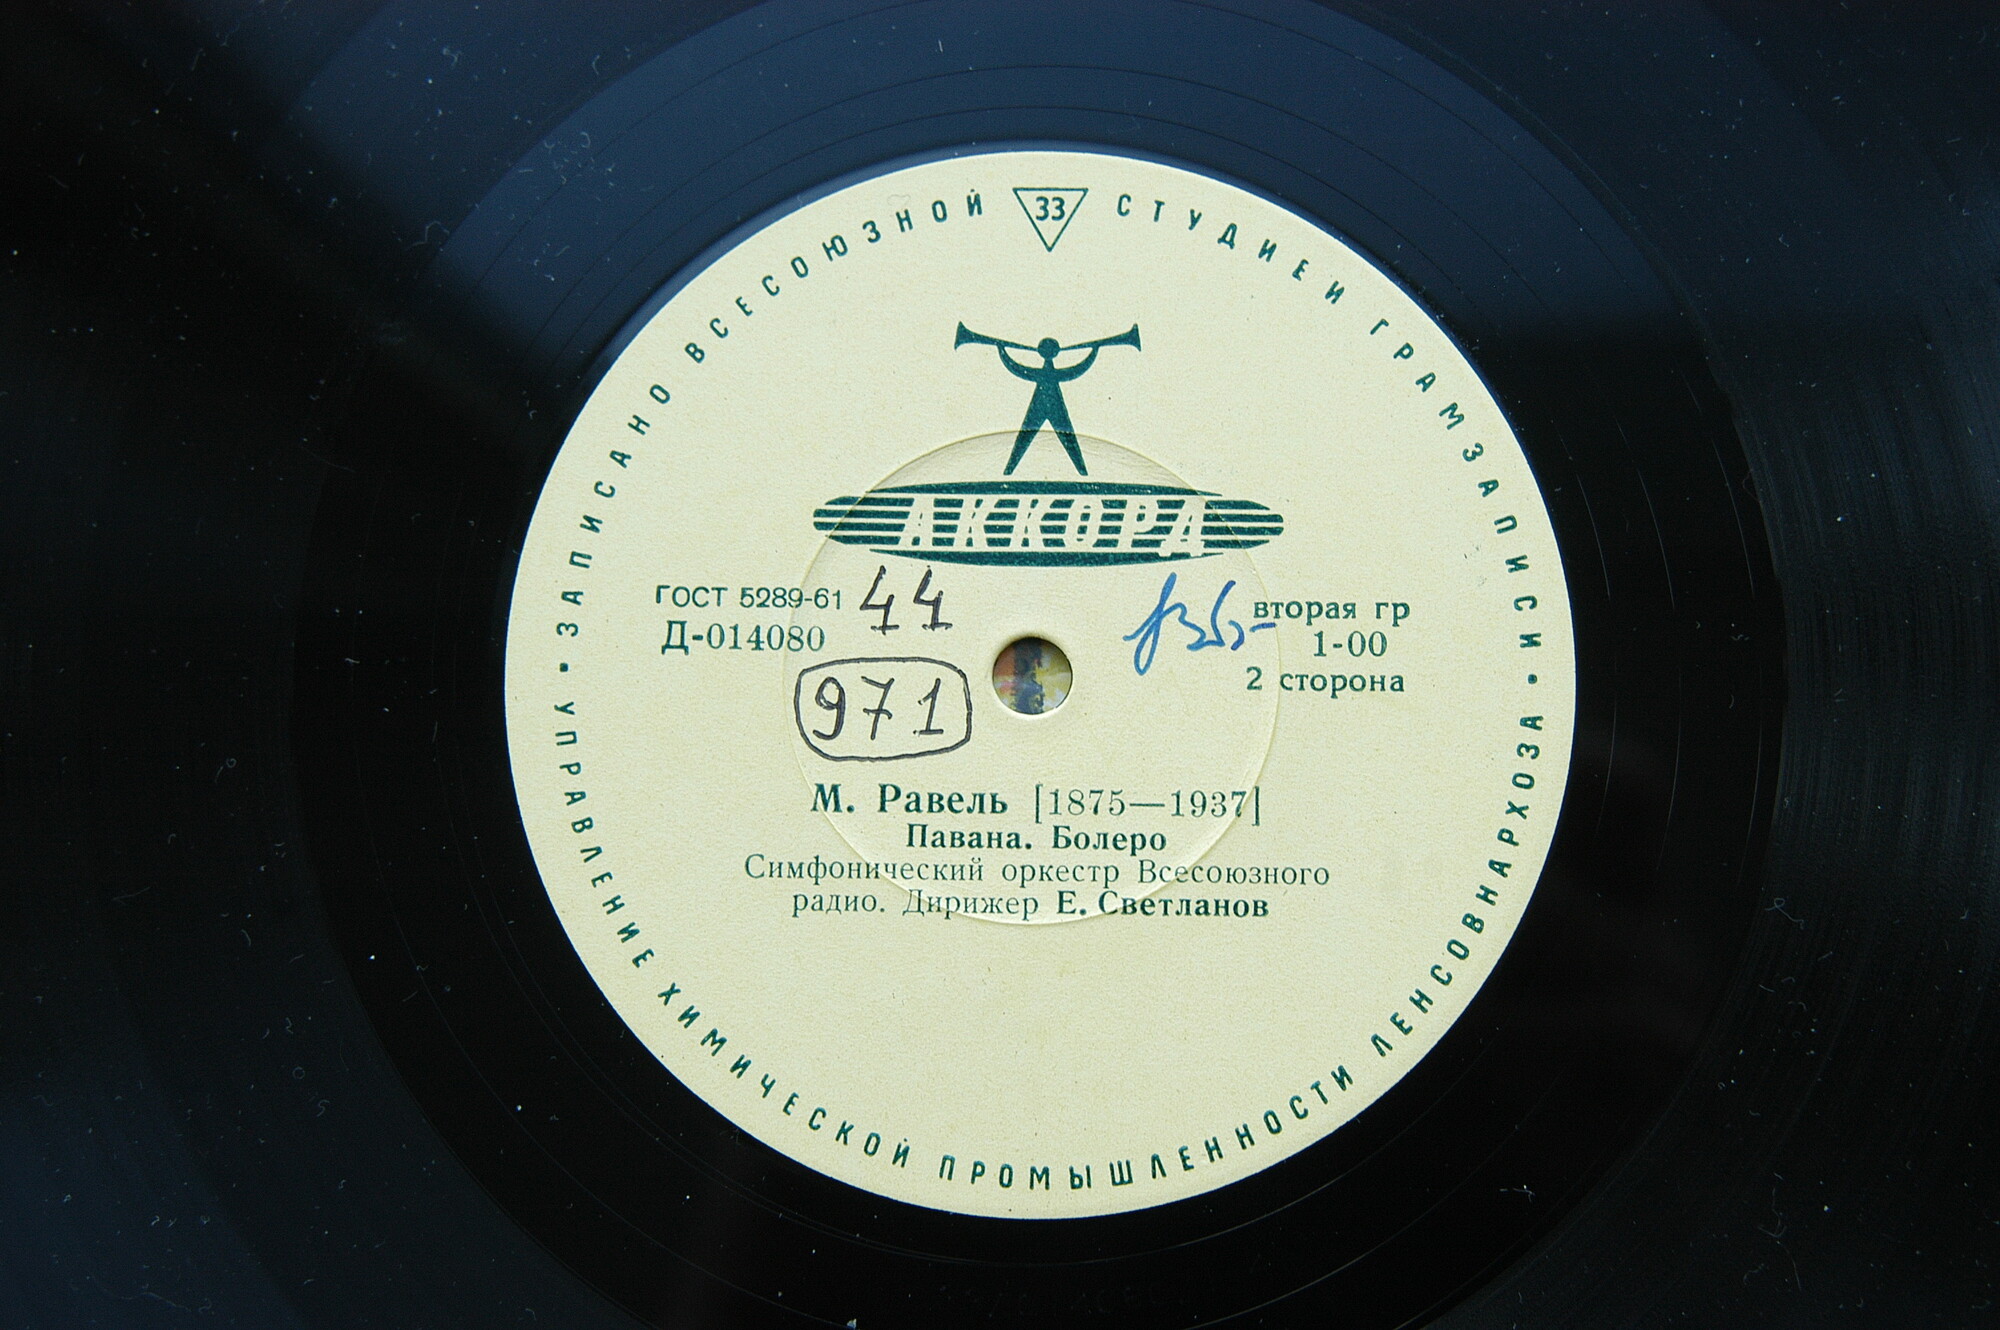 ЗАПИСАНО ВСЕСОЮЗНОЙ 33 СТУДИЕЙ ГРАМЗАПИСИ •
АККОРД
ГОСТ 5289-61
44
вторая гр
Д-014080
1-00
971
2 сторона
М. Равель [1875—1937]
Павана. Болеро
Симфонический оркестр Всесоюзного
радио. Дирижер Е. Светланов
• УПРАВЛЕНИЕ ХИМИЧЕСКОЙ ПРОМЫШЛЕННОСТИ ЛЕНСОВНАРХОЗА